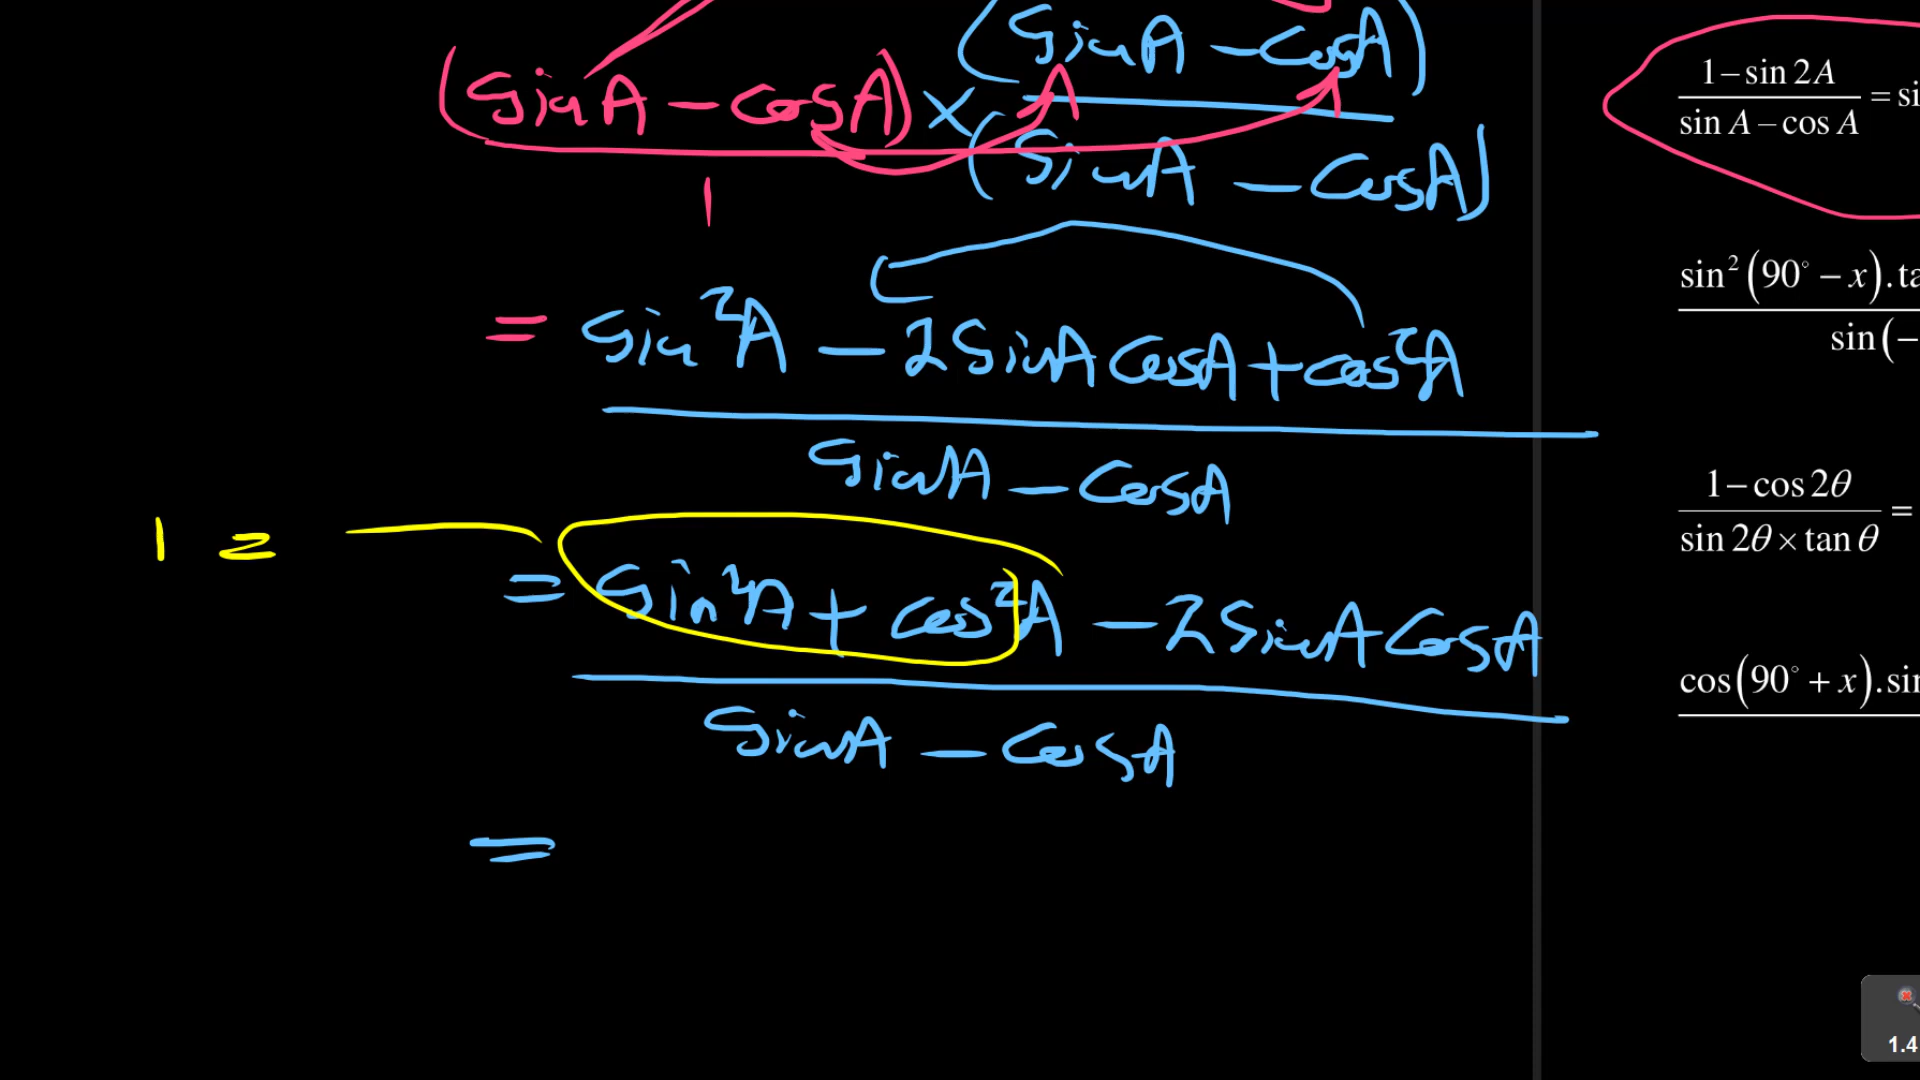 (sinA - cosA) × (sinA - cosA)
1 (sinA - cosA)
= sin²A - 2sinAcosA + cos²A
sinA - cosA
1 =
= sin²A + cos²A - 2sinAcosA
sinA - cosA
=
1 - sin 2A
sin A - cos A
= si
sin²(90° - x).ta
sin(-
1 - cos 2θ
sin 2θ × tan θ
=
cos(90° + x).sin
1.4